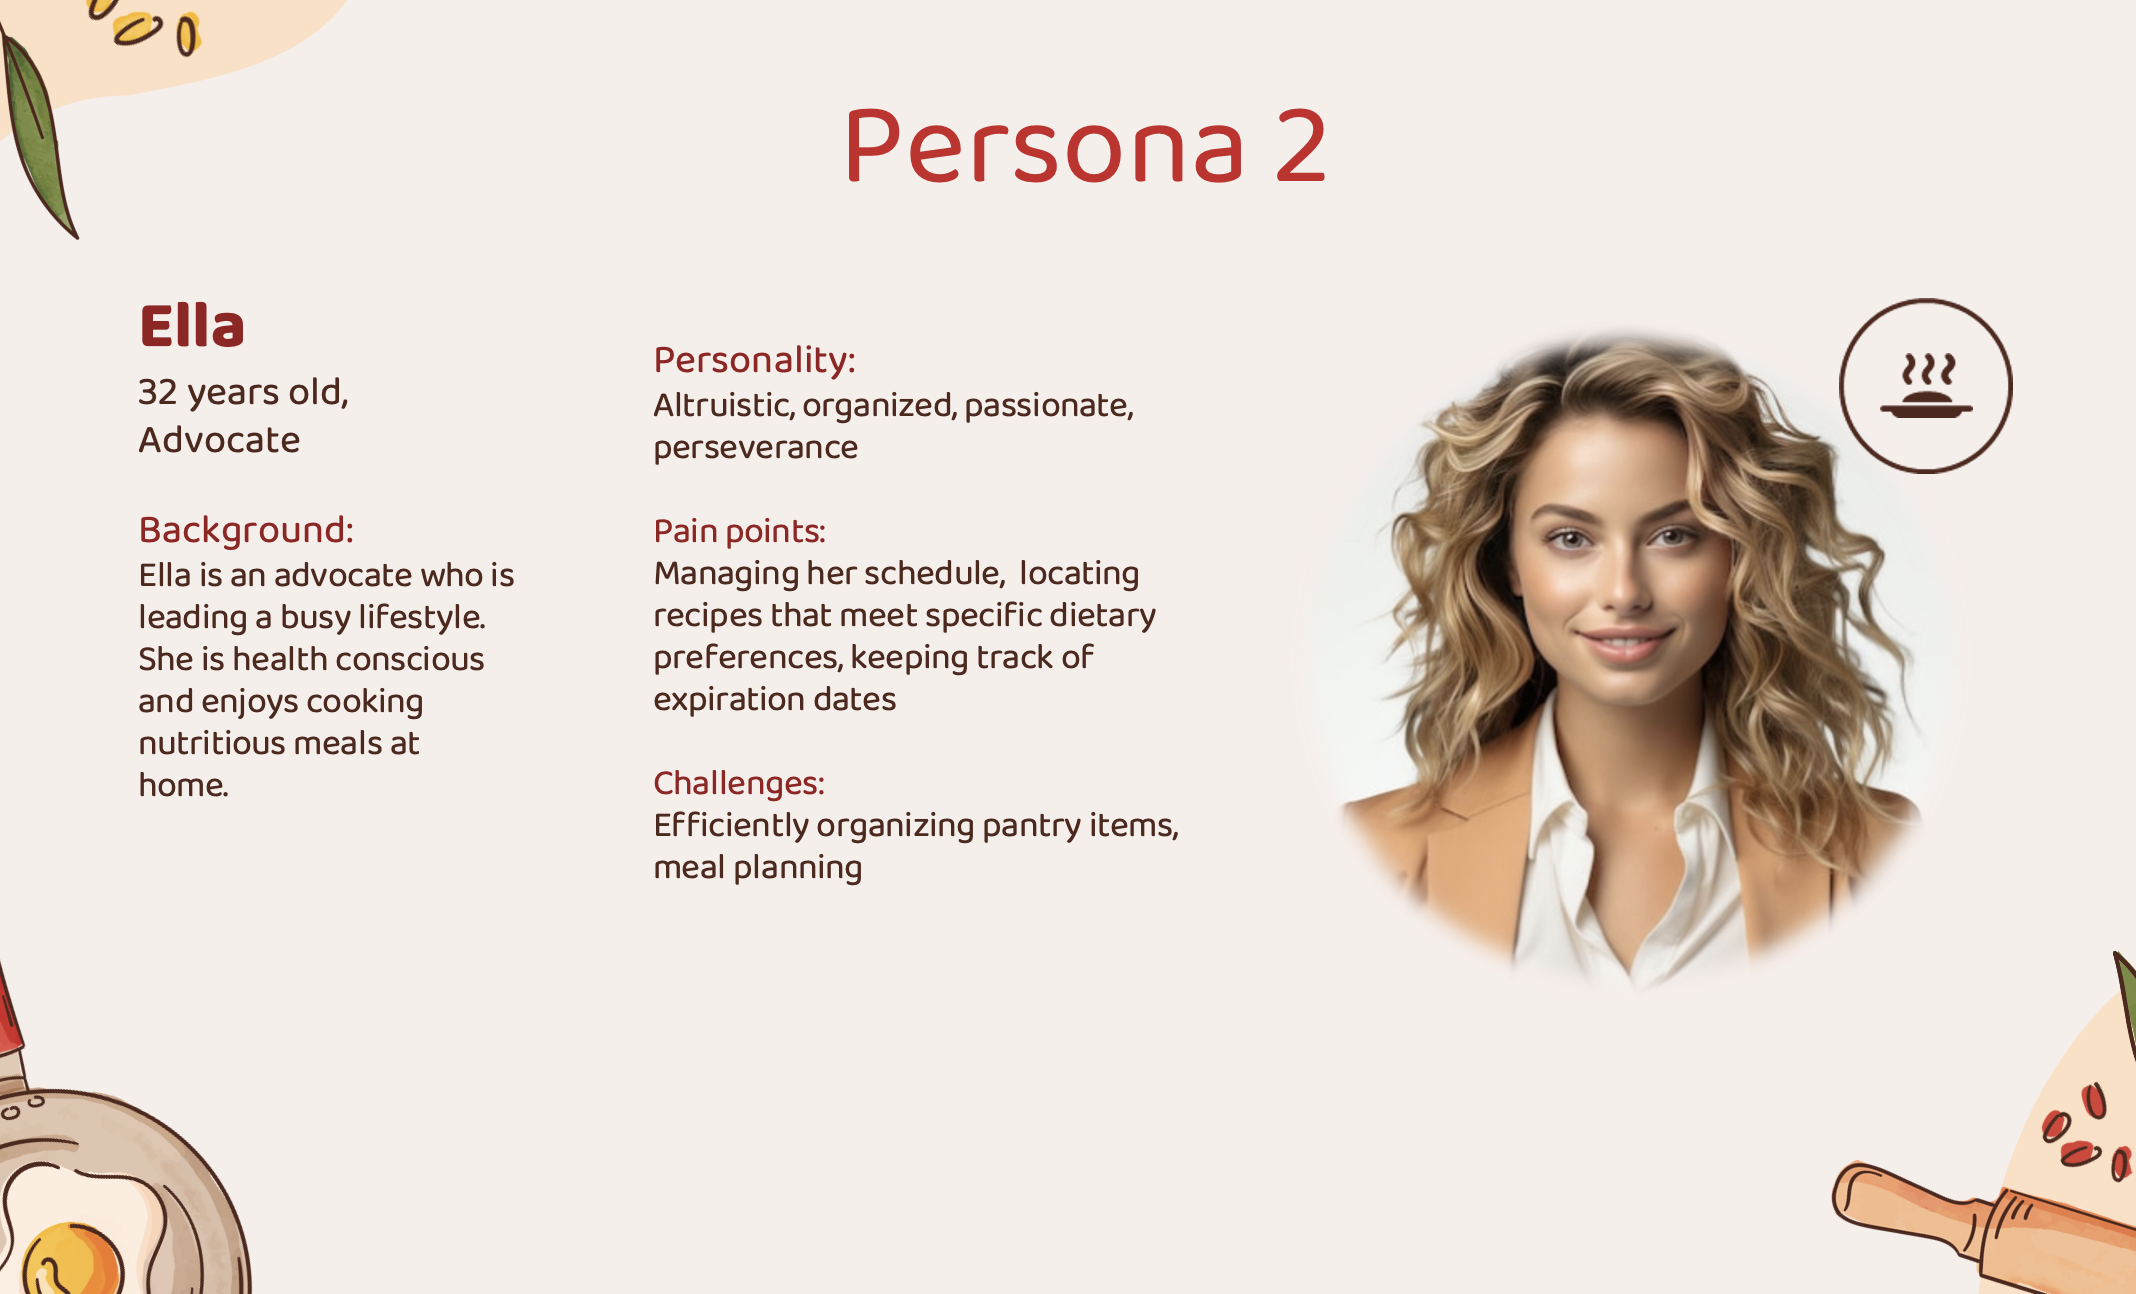 Persona 2
Ella
32 years old,
Advocate
Background:
Ella is an advocate who is
leading a busy lifestyle.
She is health conscious
and enjoys cooking
nutritious meals at
home.
Personality:
Altruistic, organized, passionate,
perseverance
Pain points:
Managing her schedule,  locating
recipes that meet specific dietary
preferences, keeping track of
expiration dates
Challenges:
Efficiently organizing pantry items,
meal planning